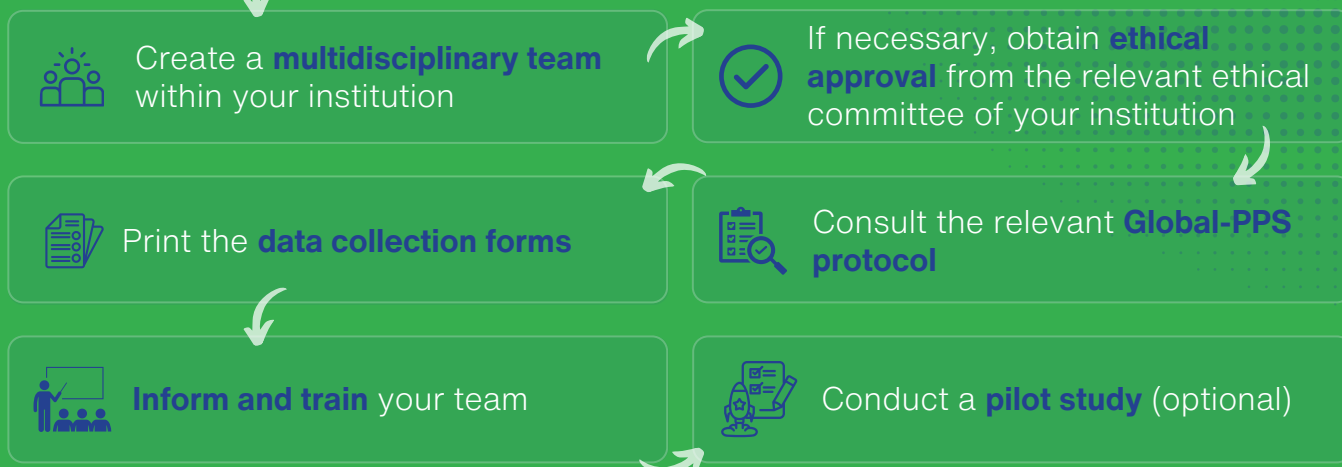 Create a multidisciplinary team
within your institution
If necessary, obtain ethical
approval from the relevant ethical
committee of your institution
Consult the relevant Global-PPS
protocol
Print the data collection forms
Inform and train your team
Conduct a pilot study (optional)